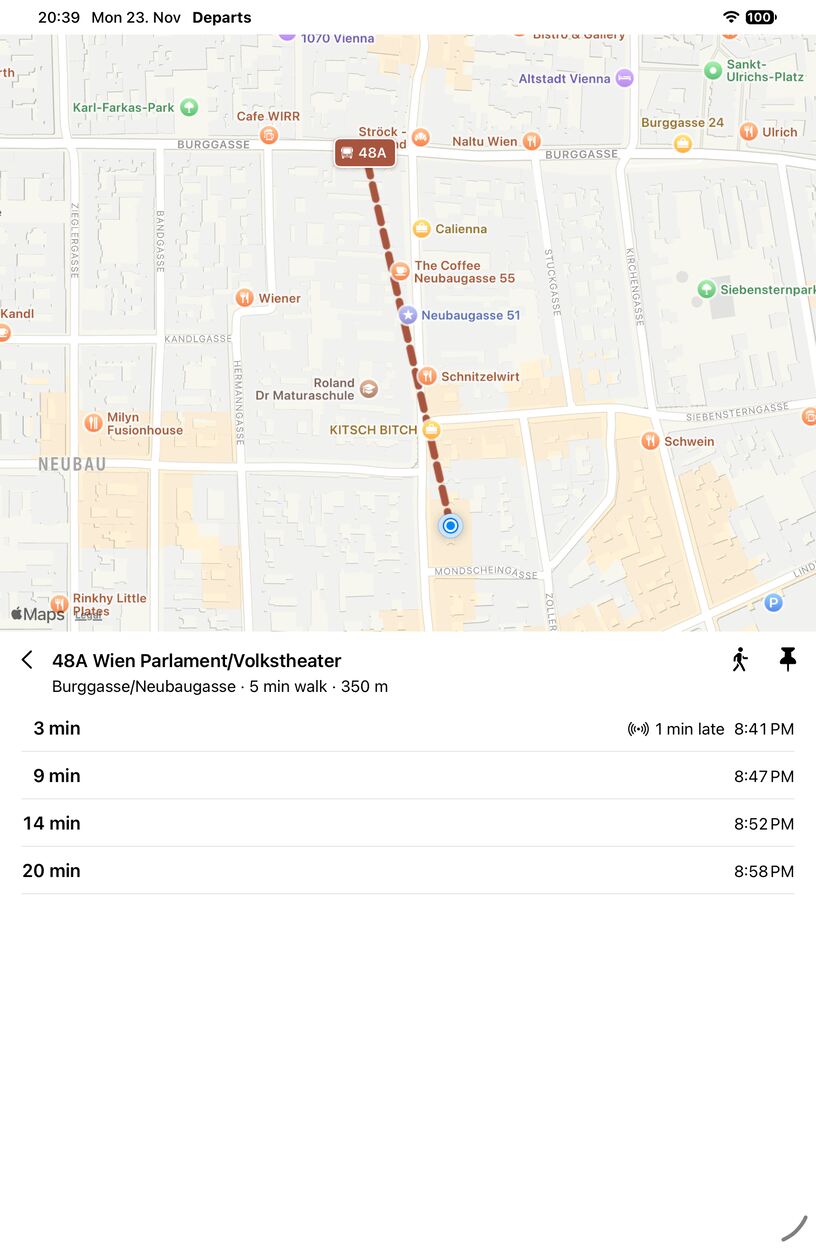 20:39 Mon 23. Nov Departs
100
1070 Vienna
Bistro & Gallery
Altstadt Vienna
Sankt-
Ulrichs-Platz
Karl-Farkas-Park
Cafe WIRR
Burggasse 24
Ströck -
Naltu Wien
Ulrich
BURGGASSE
48A
BURGGASSE
ZIEGLERGASSE
BANDGASSE
Calienna
STUCKGASSE
KIRCHENGASSE
The Coffee
Neubaugasse 55
Siebensternpark
Wiener
Kandl
Neubaugasse 51
KANDLGASSE
HERMANNGASSE
Schnitzelwirt
Roland
Dr Maturaschule
Milyn
Fusionhouse
KITSCH BITCH
SIEBENSTERNGASSE
Schwein
NEUBAU
MONDSCHEINGASSE
ZOLLER
LIND
Rinkhy Little
Plates
Maps Legal
P
48A Wien Parlament/Volkstheater
Burggasse/Neubaugasse · 5 min walk · 350 m
3 min 1 min late 8:41 PM
9 min 8:47 PM
14 min 8:52 PM
20 min 8:58 PM